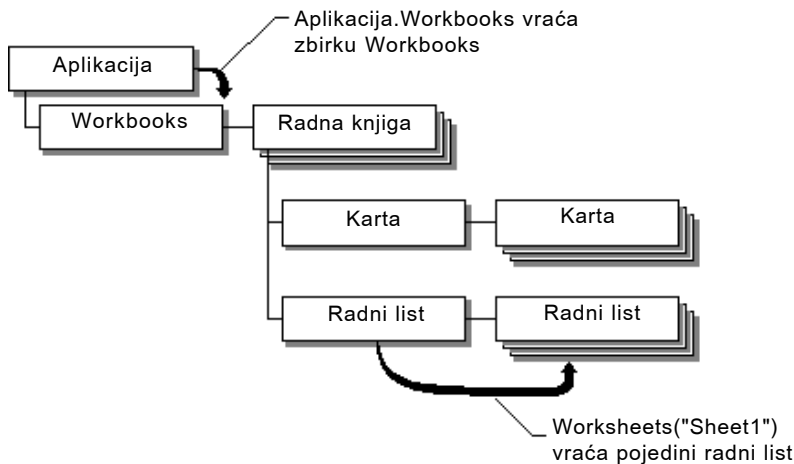 Aplikacija.Workbooks vraća
zbirku Workbooks
Aplikacija
Workbooks
Radna knjiga
Karta
Karta
Radni list
Radni list
Worksheets("Sheet1")
vraća pojedini radni list